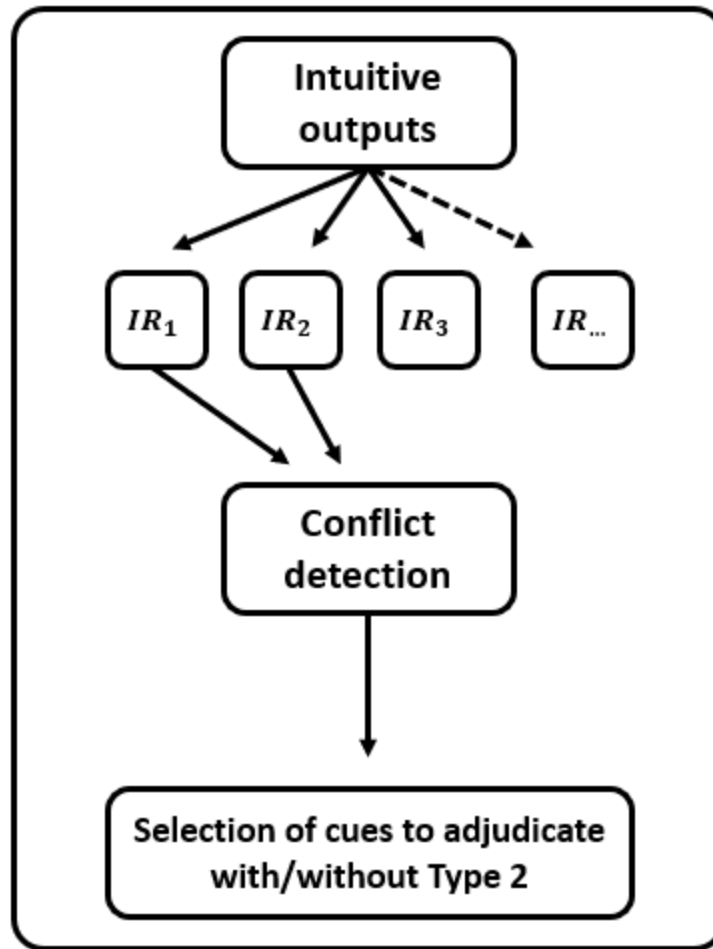 Intuitive
outputs
IR₁ IR₂ IR₃ IR...
Conflict
detection
Selection of cues to adjudicate
with/without Type 2